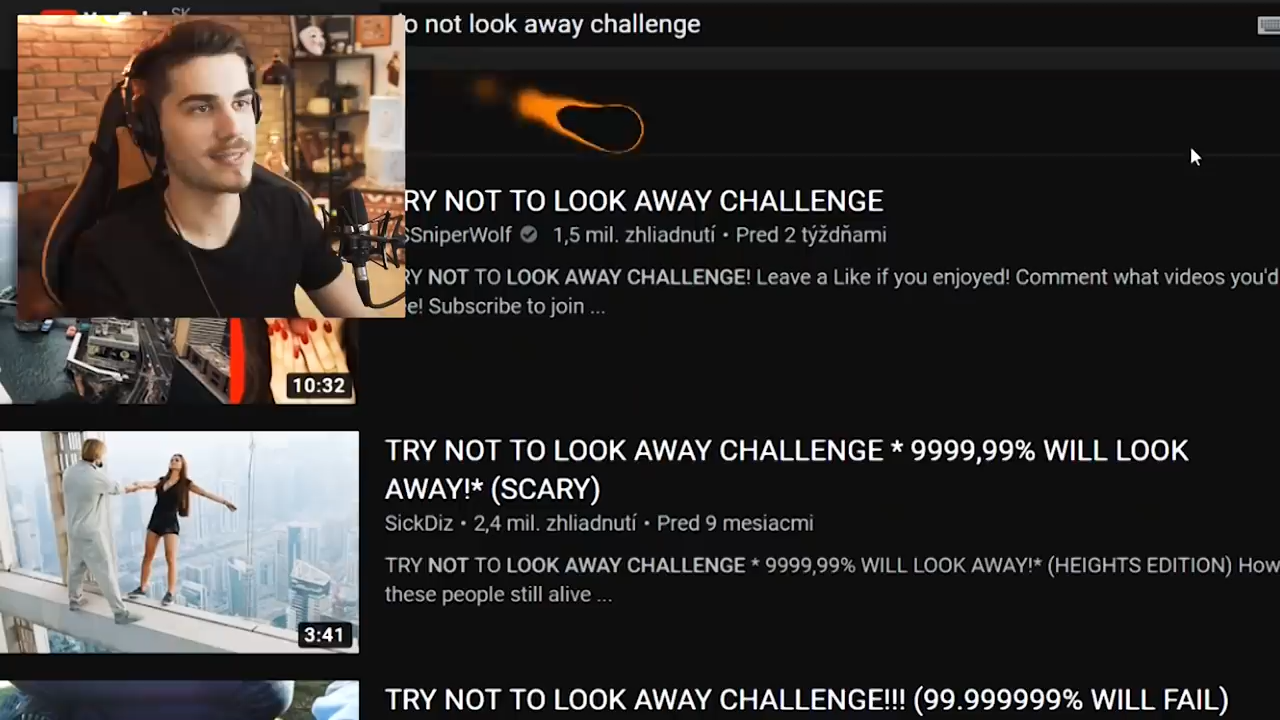 SK
o not look away challenge
RY NOT TO LOOK AWAY CHALLENGE
SSniperWolf 1,5 mil. zhliadnutí • Pred 2 týždňami
RY NOT TO LOOK AWAY CHALLENGE! Leave a Like if you enjoyed! Comment what videos you'd
e! Subscribe to join ...
10:32
TRY NOT TO LOOK AWAY CHALLENGE * 9999,99% WILL LOOK
AWAY!* (SCARY)
SickDiz • 2,4 mil. zhliadnutí • Pred 9 mesiacmi
TRY NOT TO LOOK AWAY CHALLENGE * 9999,99% WILL LOOK AWAY!* (HEIGHTS EDITION) How
these people still alive ...
3:41
TRY NOT TO LOOK AWAY CHALLENGE!!! (99.999999% WILL FAIL)